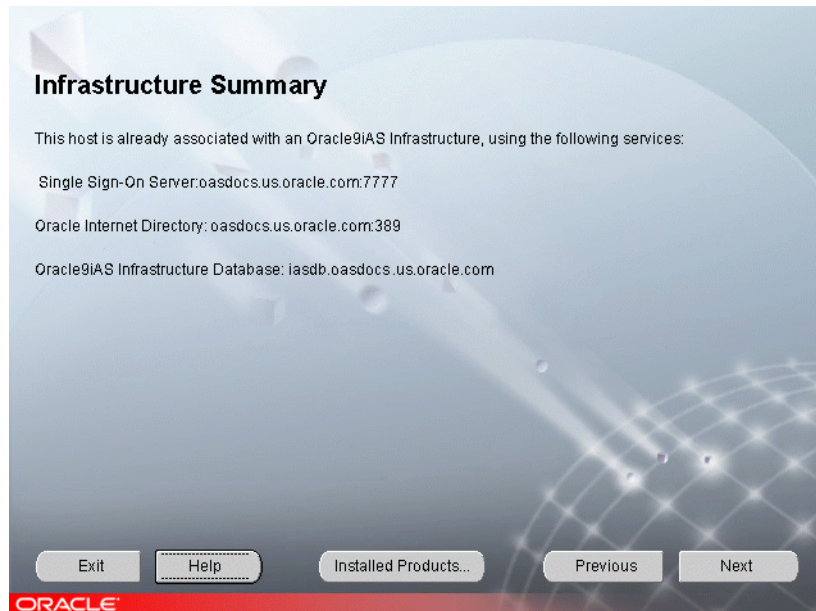 Infrastructure Summary
This host is already associated with an Oracle9iAS Infrastructure, using the following services:
Single Sign-On Server:oasdocs.us.oracle.com:7777
Oracle Internet Directory: oasdocs.us.oracle.com:389
Oracle9iAS Infrastructure Database: iasdb.oasdocs.us.oracle.com
Exit Help Installed Products... Previous Next
ORACLE